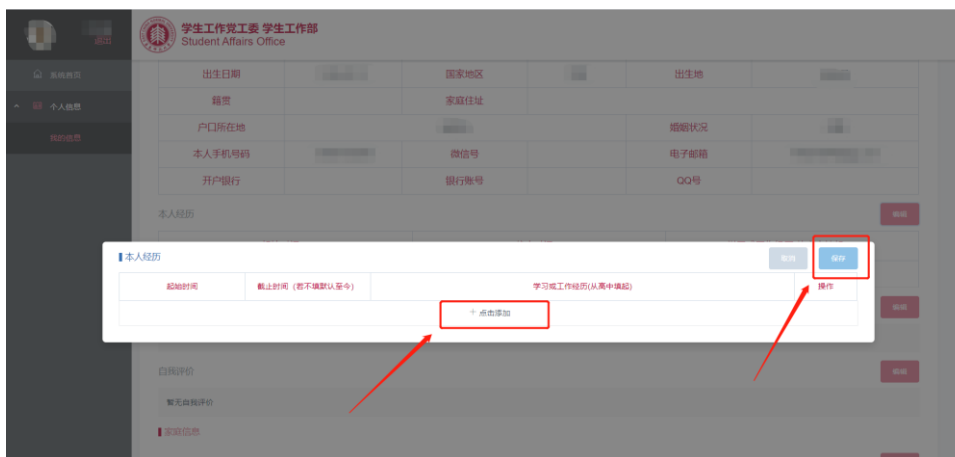 退出
学生工作党工委 学生工作部
Student Affairs Office
系统首页
个人信息
我的信息
出生日期 国家地区 出生地
籍贯 家庭住址
户口所在地 婚姻状况
本人手机号码 微信号 电子邮箱
开户银行 银行账号 QQ号
本人经历 编辑
本人经历 取消 保存
起始时间 截止时间（若不填默认至今） 学习或工作经历(从高中填起) 操作
+ 点击添加
编辑
自我评价 编辑
暂无自我评价
家庭信息